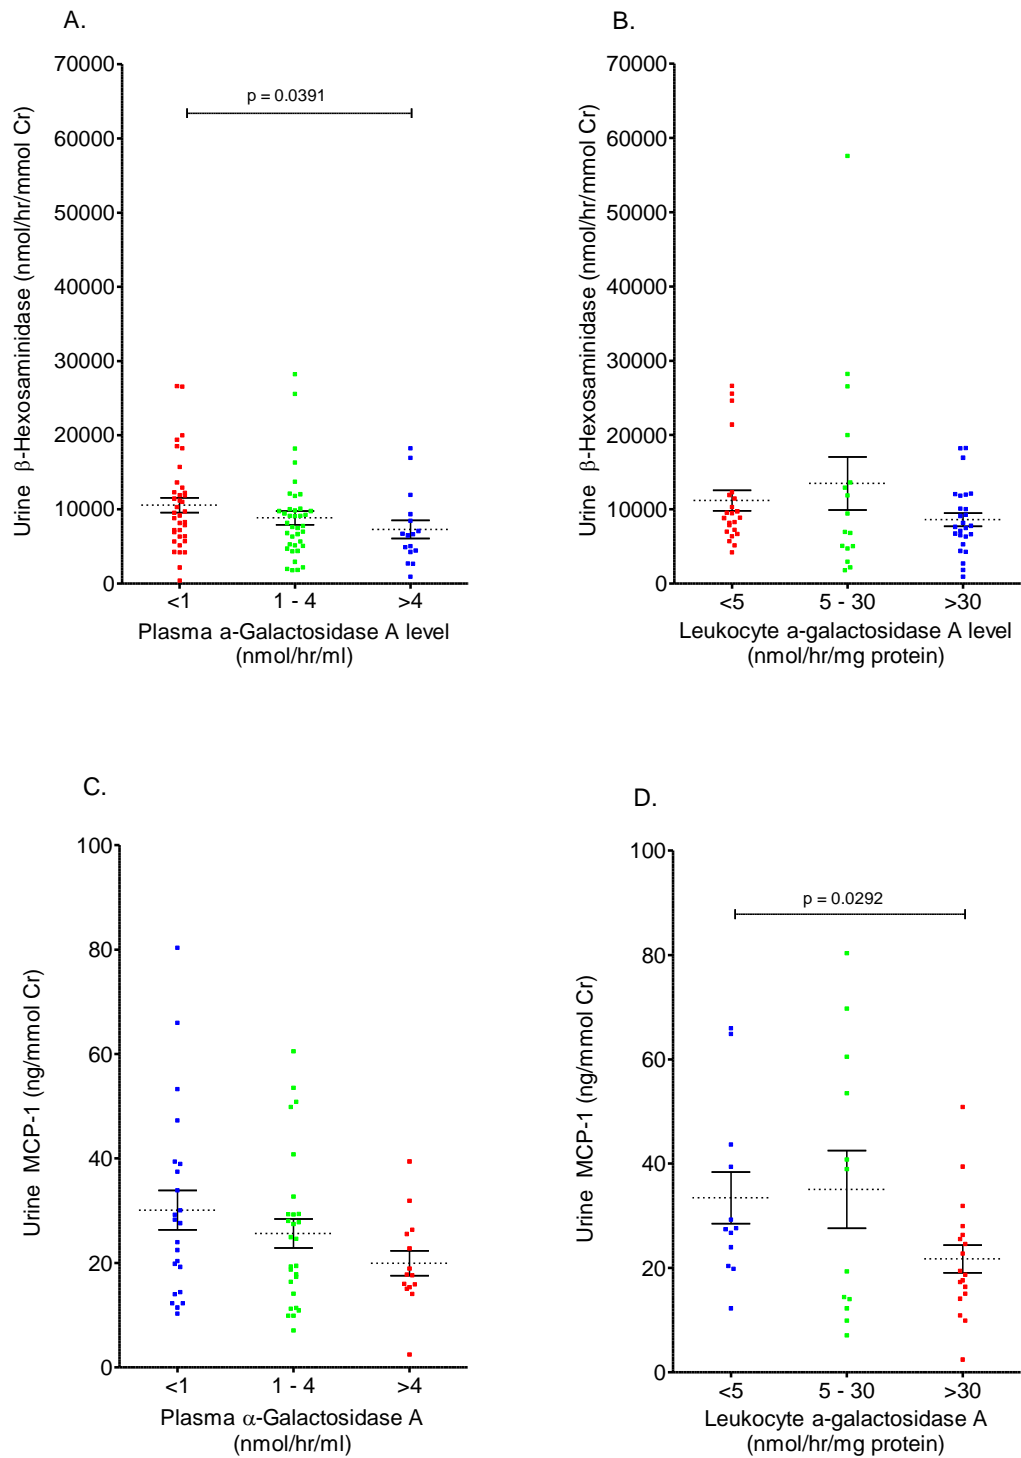 A.
70000
60000
50000
40000
30000
20000
10000
0
Urine β-Hexosaminidase (nmol/hr/mmol Cr)
p = 0.0391
<1 1 - 4 >4
Plasma a-Galactosidase A level
(nmol/hr/ml)
B.
70000
60000
50000
40000
30000
20000
10000
0
Urine β-Hexosaminidase (nmol/hr/mmol Cr)
<5 5 - 30 >30
Leukocyte a-galactosidase A level
(nmol/hr/mg protein)
C.
100
80
60
40
20
0
Urine MCP-1 (ng/mmol Cr)
<1 1 - 4 >4
Plasma α-Galactosidase A
(nmol/hr/ml)
D.
100
80
60
40
20
0
Urine MCP-1 (ng/mmol Cr)
p = 0.0292
<5 5 - 30 >30
Leukocyte a-galactosidase A
(nmol/hr/mg protein)